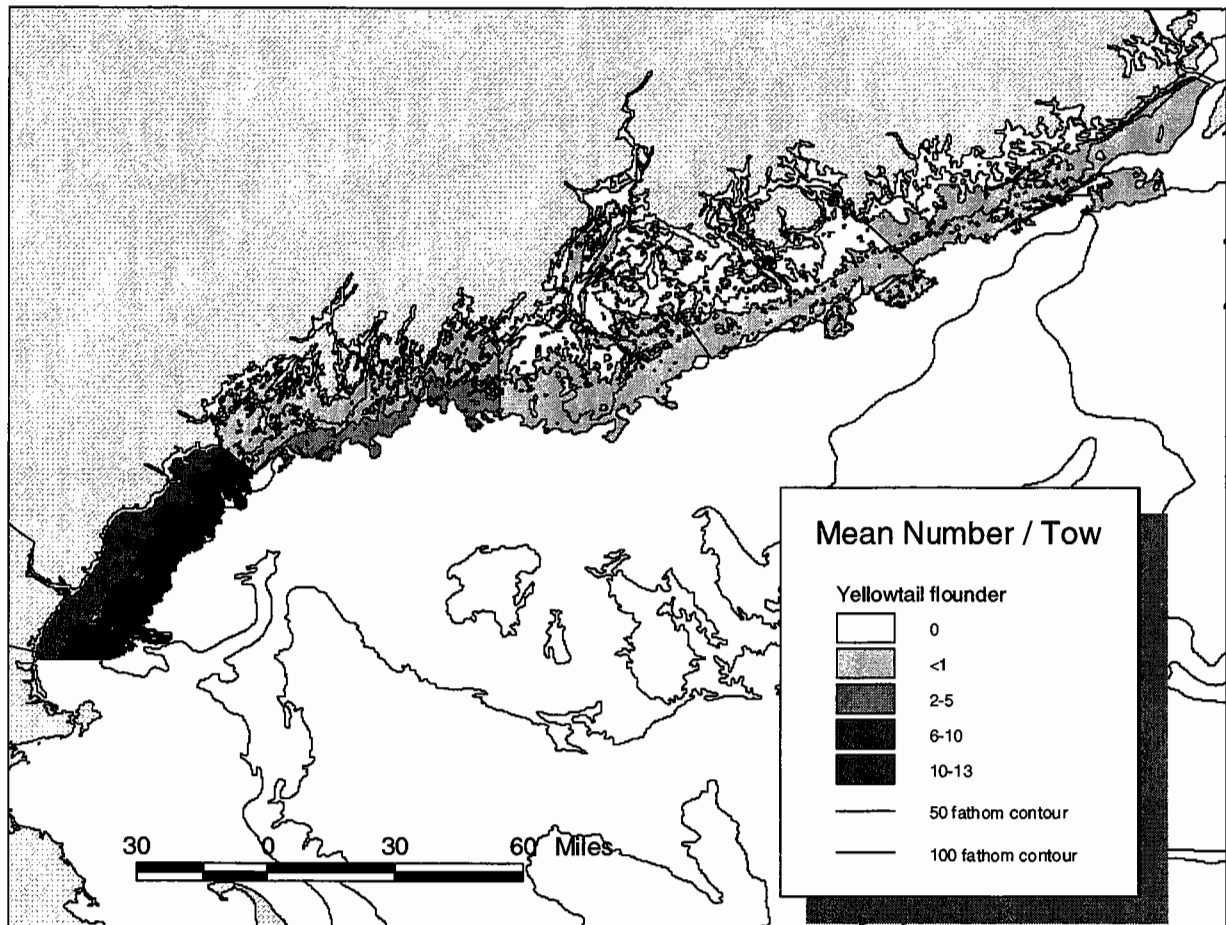 Mean Number / Tow
Yellowtail flounder
0
<1
2-5
6-10
10-13
50 fathom contour
100 fathom contour
30 0 30 60 Miles